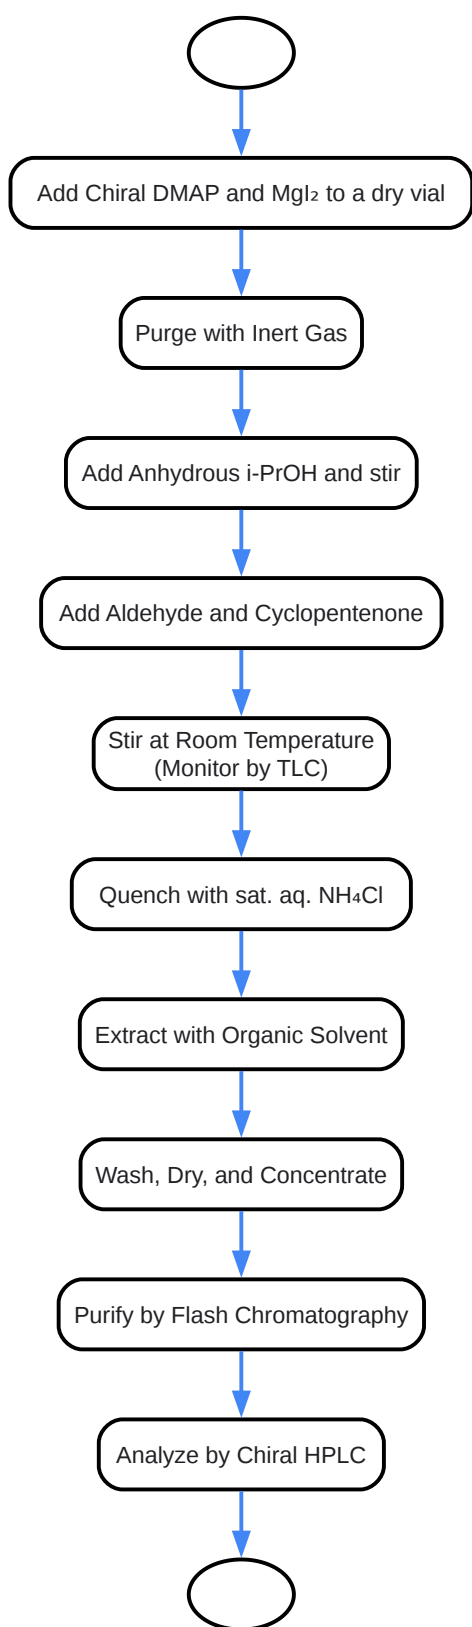 Add Chiral DMAP and MgI₂ to a dry vial
Purge with Inert Gas
Add Anhydrous i-PrOH and stir
Add Aldehyde and Cyclopentenone
Stir at Room Temperature
(Monitor by TLC)
Quench with sat. aq. NH₄Cl
Extract with Organic Solvent
Wash, Dry, and Concentrate
Purify by Flash Chromatography
Analyze by Chiral HPLC